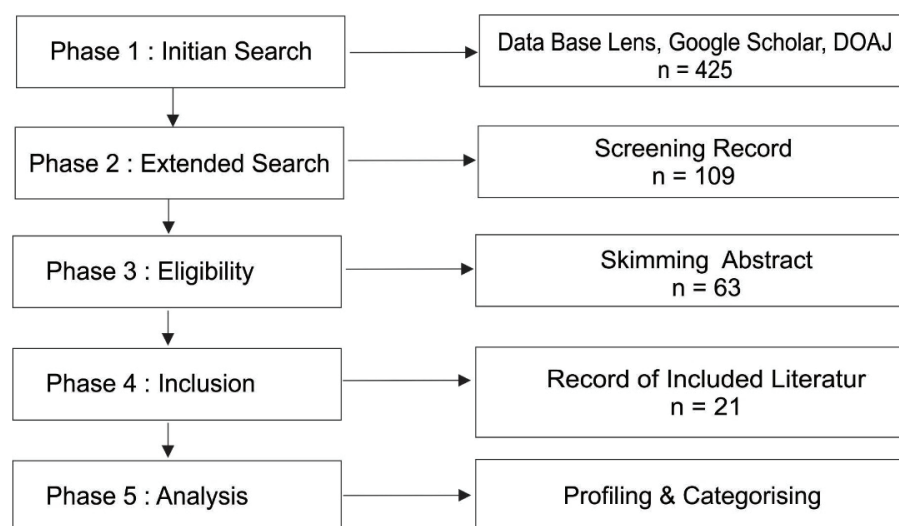 Phase 1 : Initian Search
Data Base Lens, Google Scholar, DOAJ
n = 425
Phase 2 : Extended Search
Screening Record
n = 109
Phase 3 : Eligibility
Skimming Abstract
n = 63
Phase 4 : Inclusion
Record of Included Literatur
n = 21
Phase 5 : Analysis
Profiling & Categorising